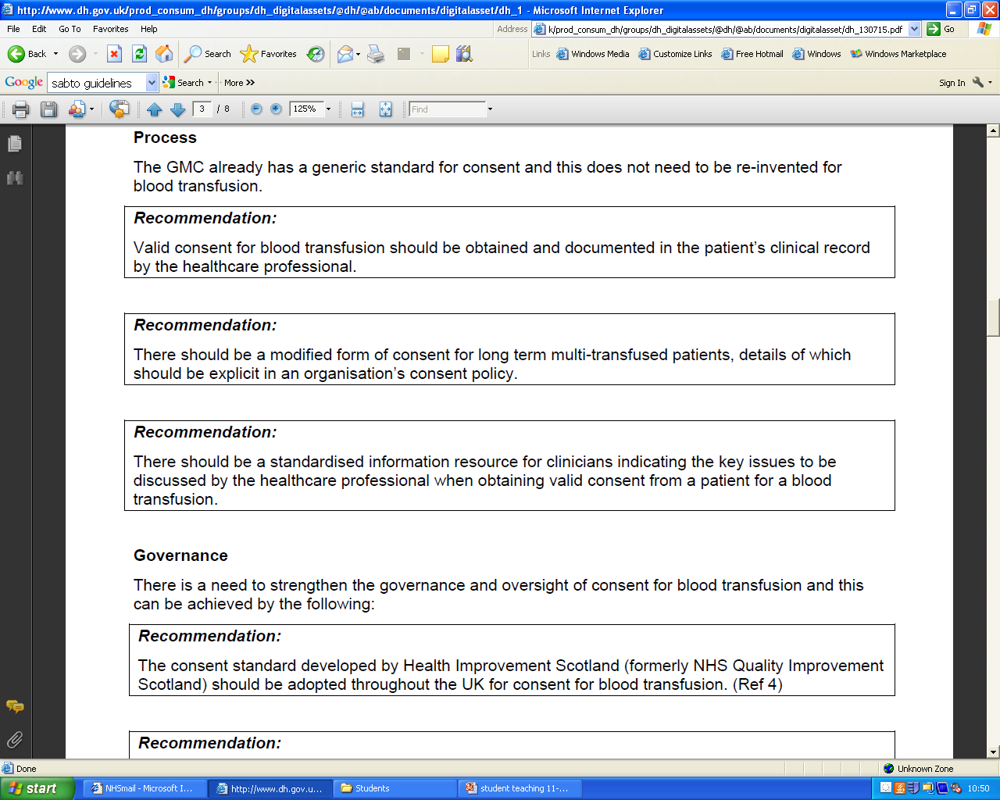 http://www.dh.gov.uk/prod_consum_dh/groups/dh_digitalassets/@dh/@ab/documents/digitalasset/dh_1 - Microsoft Internet Explorer
File Edit Go To Favorites Help
Address k/prod_consum_dh/groups/dh_digitalassets/@dh/@ab/documents/digitalasset/dh_130715.pdf Go
Back Search Favorites Links Windows Media Customize Links Free Hotmail Windows Windows Marketplace
Google sabto guidelines Search More >> Sign In
3 / 8 125% Find
Process
The GMC already has a generic standard for consent and this does not need to be re-invented for
blood transfusion.
Recommendation:
Valid consent for blood transfusion should be obtained and documented in the patient's clinical record
by the healthcare professional.
Recommendation:
There should be a modified form of consent for long term multi-transfused patients, details of which
should be explicit in an organisation's consent policy.
Recommendation:
There should be a standardised information resource for clinicians indicating the key issues to be
discussed by the healthcare professional when obtaining valid consent from a patient for a blood
transfusion.
Governance
There is a need to strengthen the governance and oversight of consent for blood transfusion and this
can be achieved by the following:
Recommendation:
The consent standard developed by Health Improvement Scotland (formerly NHS Quality Improvement
Scotland) should be adopted throughout the UK for consent for blood transfusion. (Ref 4)
Recommendation:
Done Unknown Zone
start NHSmail - Microsoft I... http://www.dh.gov.u... Students student teaching 11-... 10:50